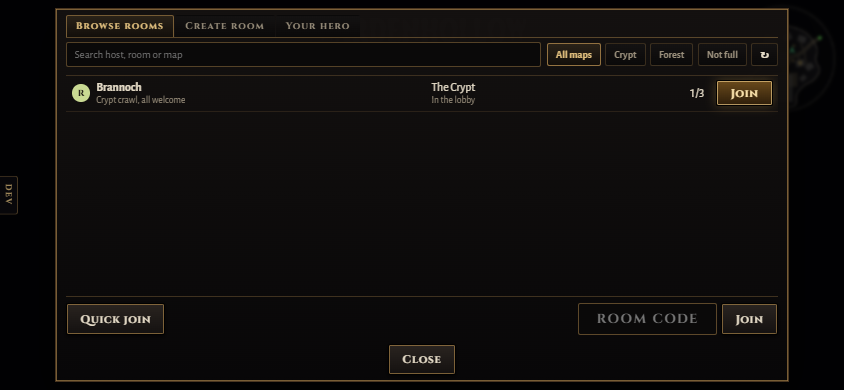 Browse rooms
Create room
Your hero
Search host, room or map
All maps
Crypt
Forest
Not full
↻
R
Brannoch
Crypt crawl, all welcome
The Crypt
In the lobby
1/3
Join
DEV
Quick join
ROOM CODE
Join
Close